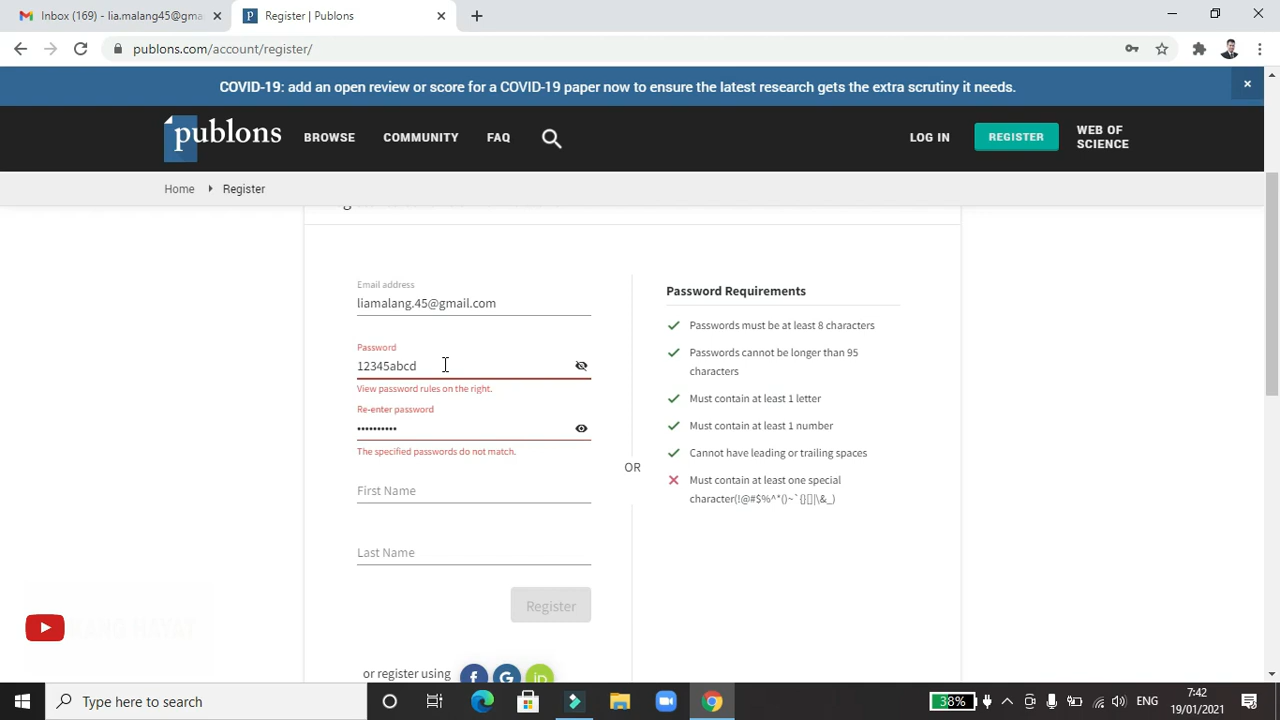 Inbox (169) - lia.malang45@gma
Register | Publons
publons.com/account/register/
COVID-19: add an open review or score for a COVID-19 paper now to ensure the latest research gets the extra scrutiny it needs.
publons
BROWSE
COMMUNITY
FAQ
LOG IN
REGISTER
WEB OF
SCIENCE
Home
Register
Email address
liamalang.45@gmail.com
Password
12345abcd
View password rules on the right.
Re-enter password
••••••••••
The specified passwords do not match.
First Name
Last Name
Register
or register using
OR
Password Requirements
Passwords must be at least 8 characters
Passwords cannot be longer than 95
characters
Must contain at least 1 letter
Must contain at least 1 number
Cannot have leading or trailing spaces
Must contain at least one special
character(!@#$%^*()~`{}[]|\&_)
Type here to search
38%
ENG
7:42
19/01/2021